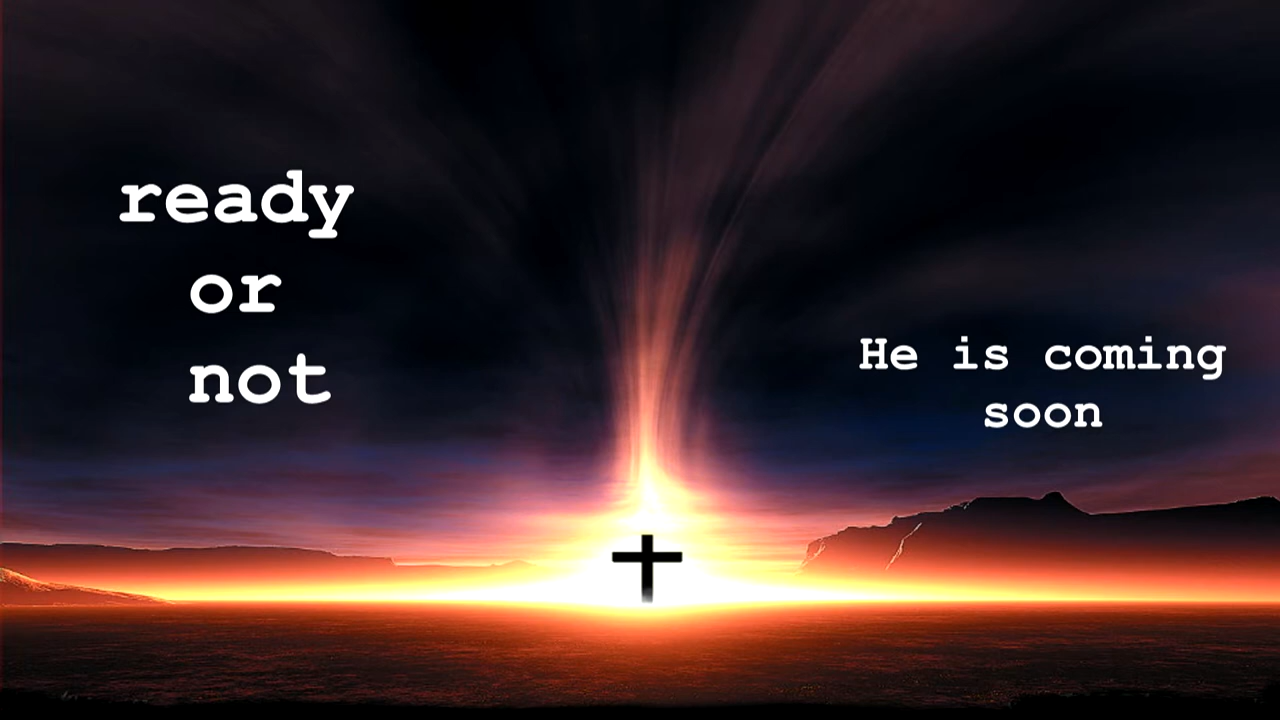 ready
or
not
He is coming
soon